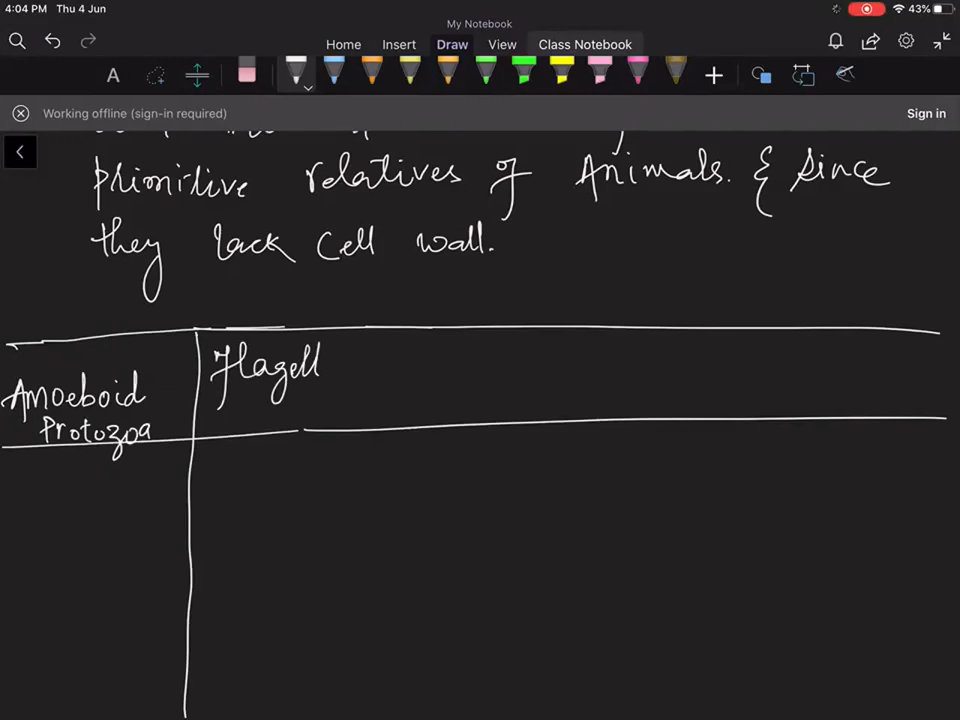 4:04 PM Thu 4 Jun 43%
My Notebook
Home Insert Draw View Class Notebook
A
Working offline (sign-in required) Sign in
primitive relatives of Animals. { since
they lack cell wall.
Amoeboid
Protozoa
Flagell